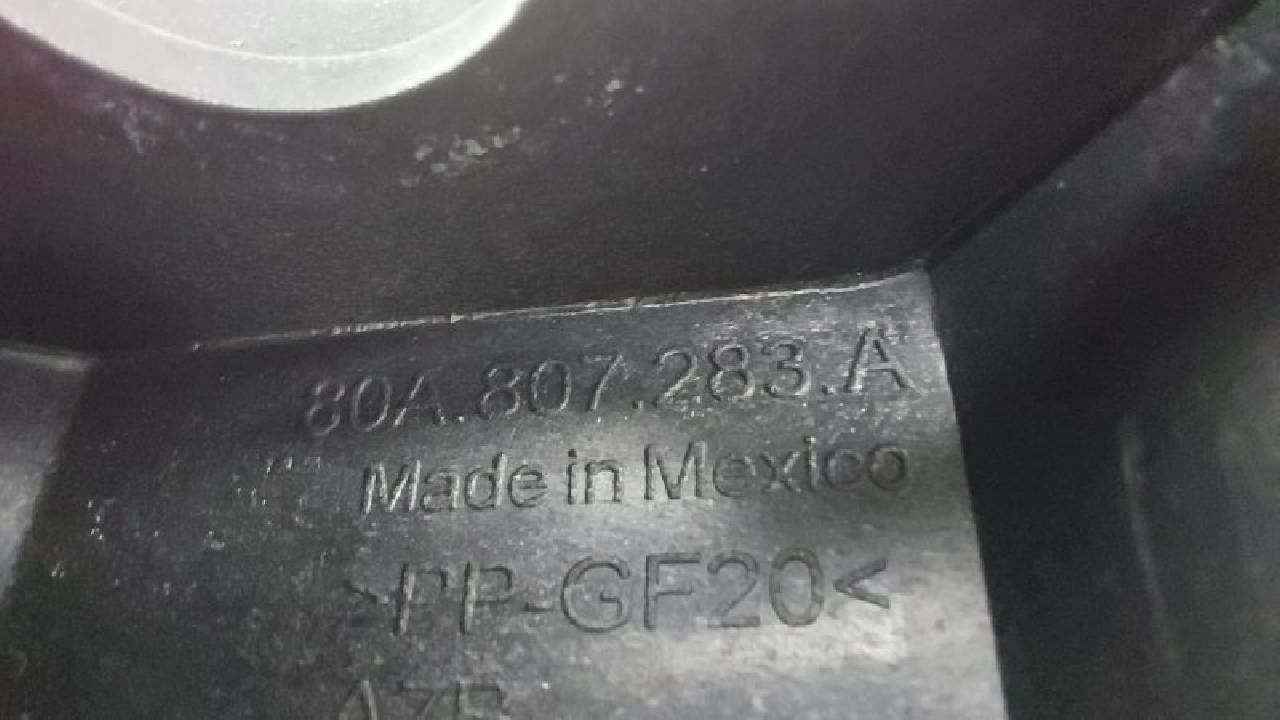 80A.807.283.A
Made in Mexico
>PP-GF20<